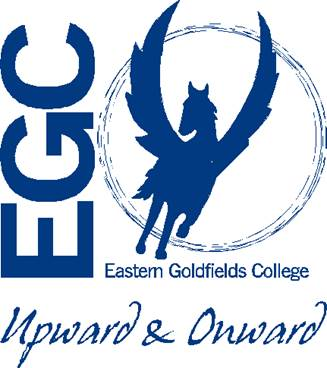 EGC
Eastern Goldfields College
Upward & Onward